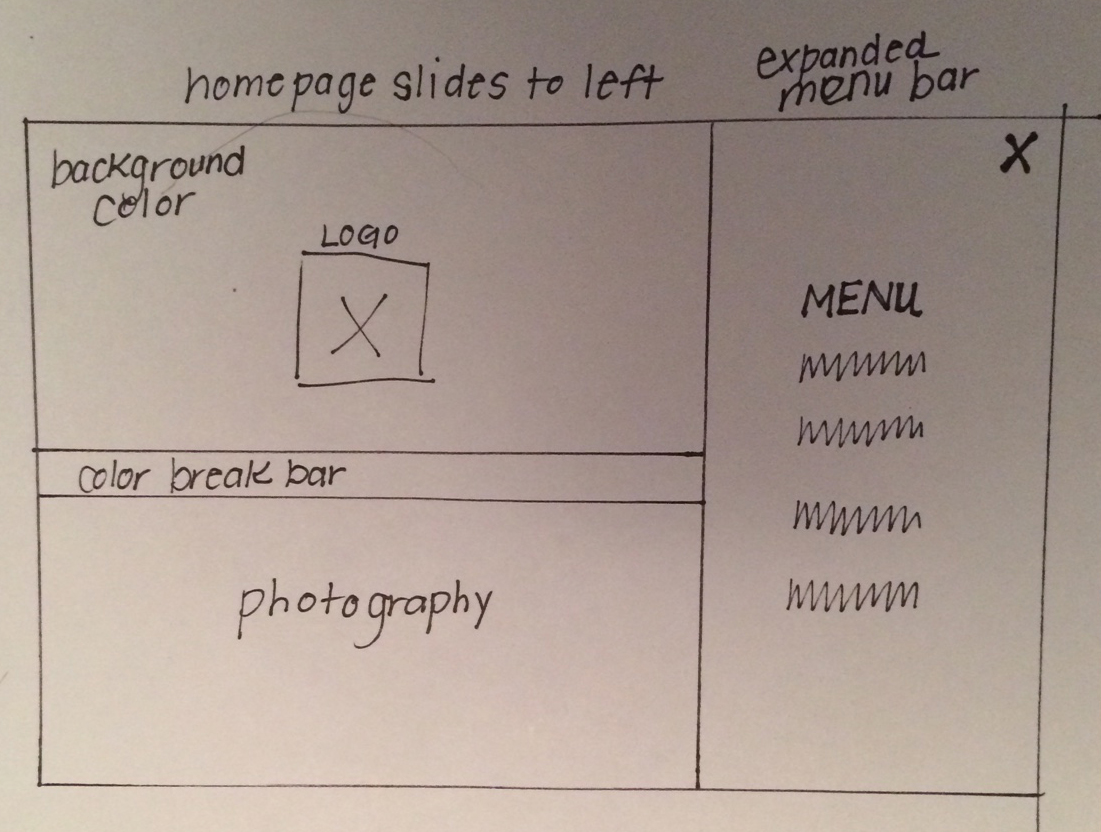 homepage slides to left
expanded
menu bar
X
background
color
LOGO
X
MENU
color break bar
photography